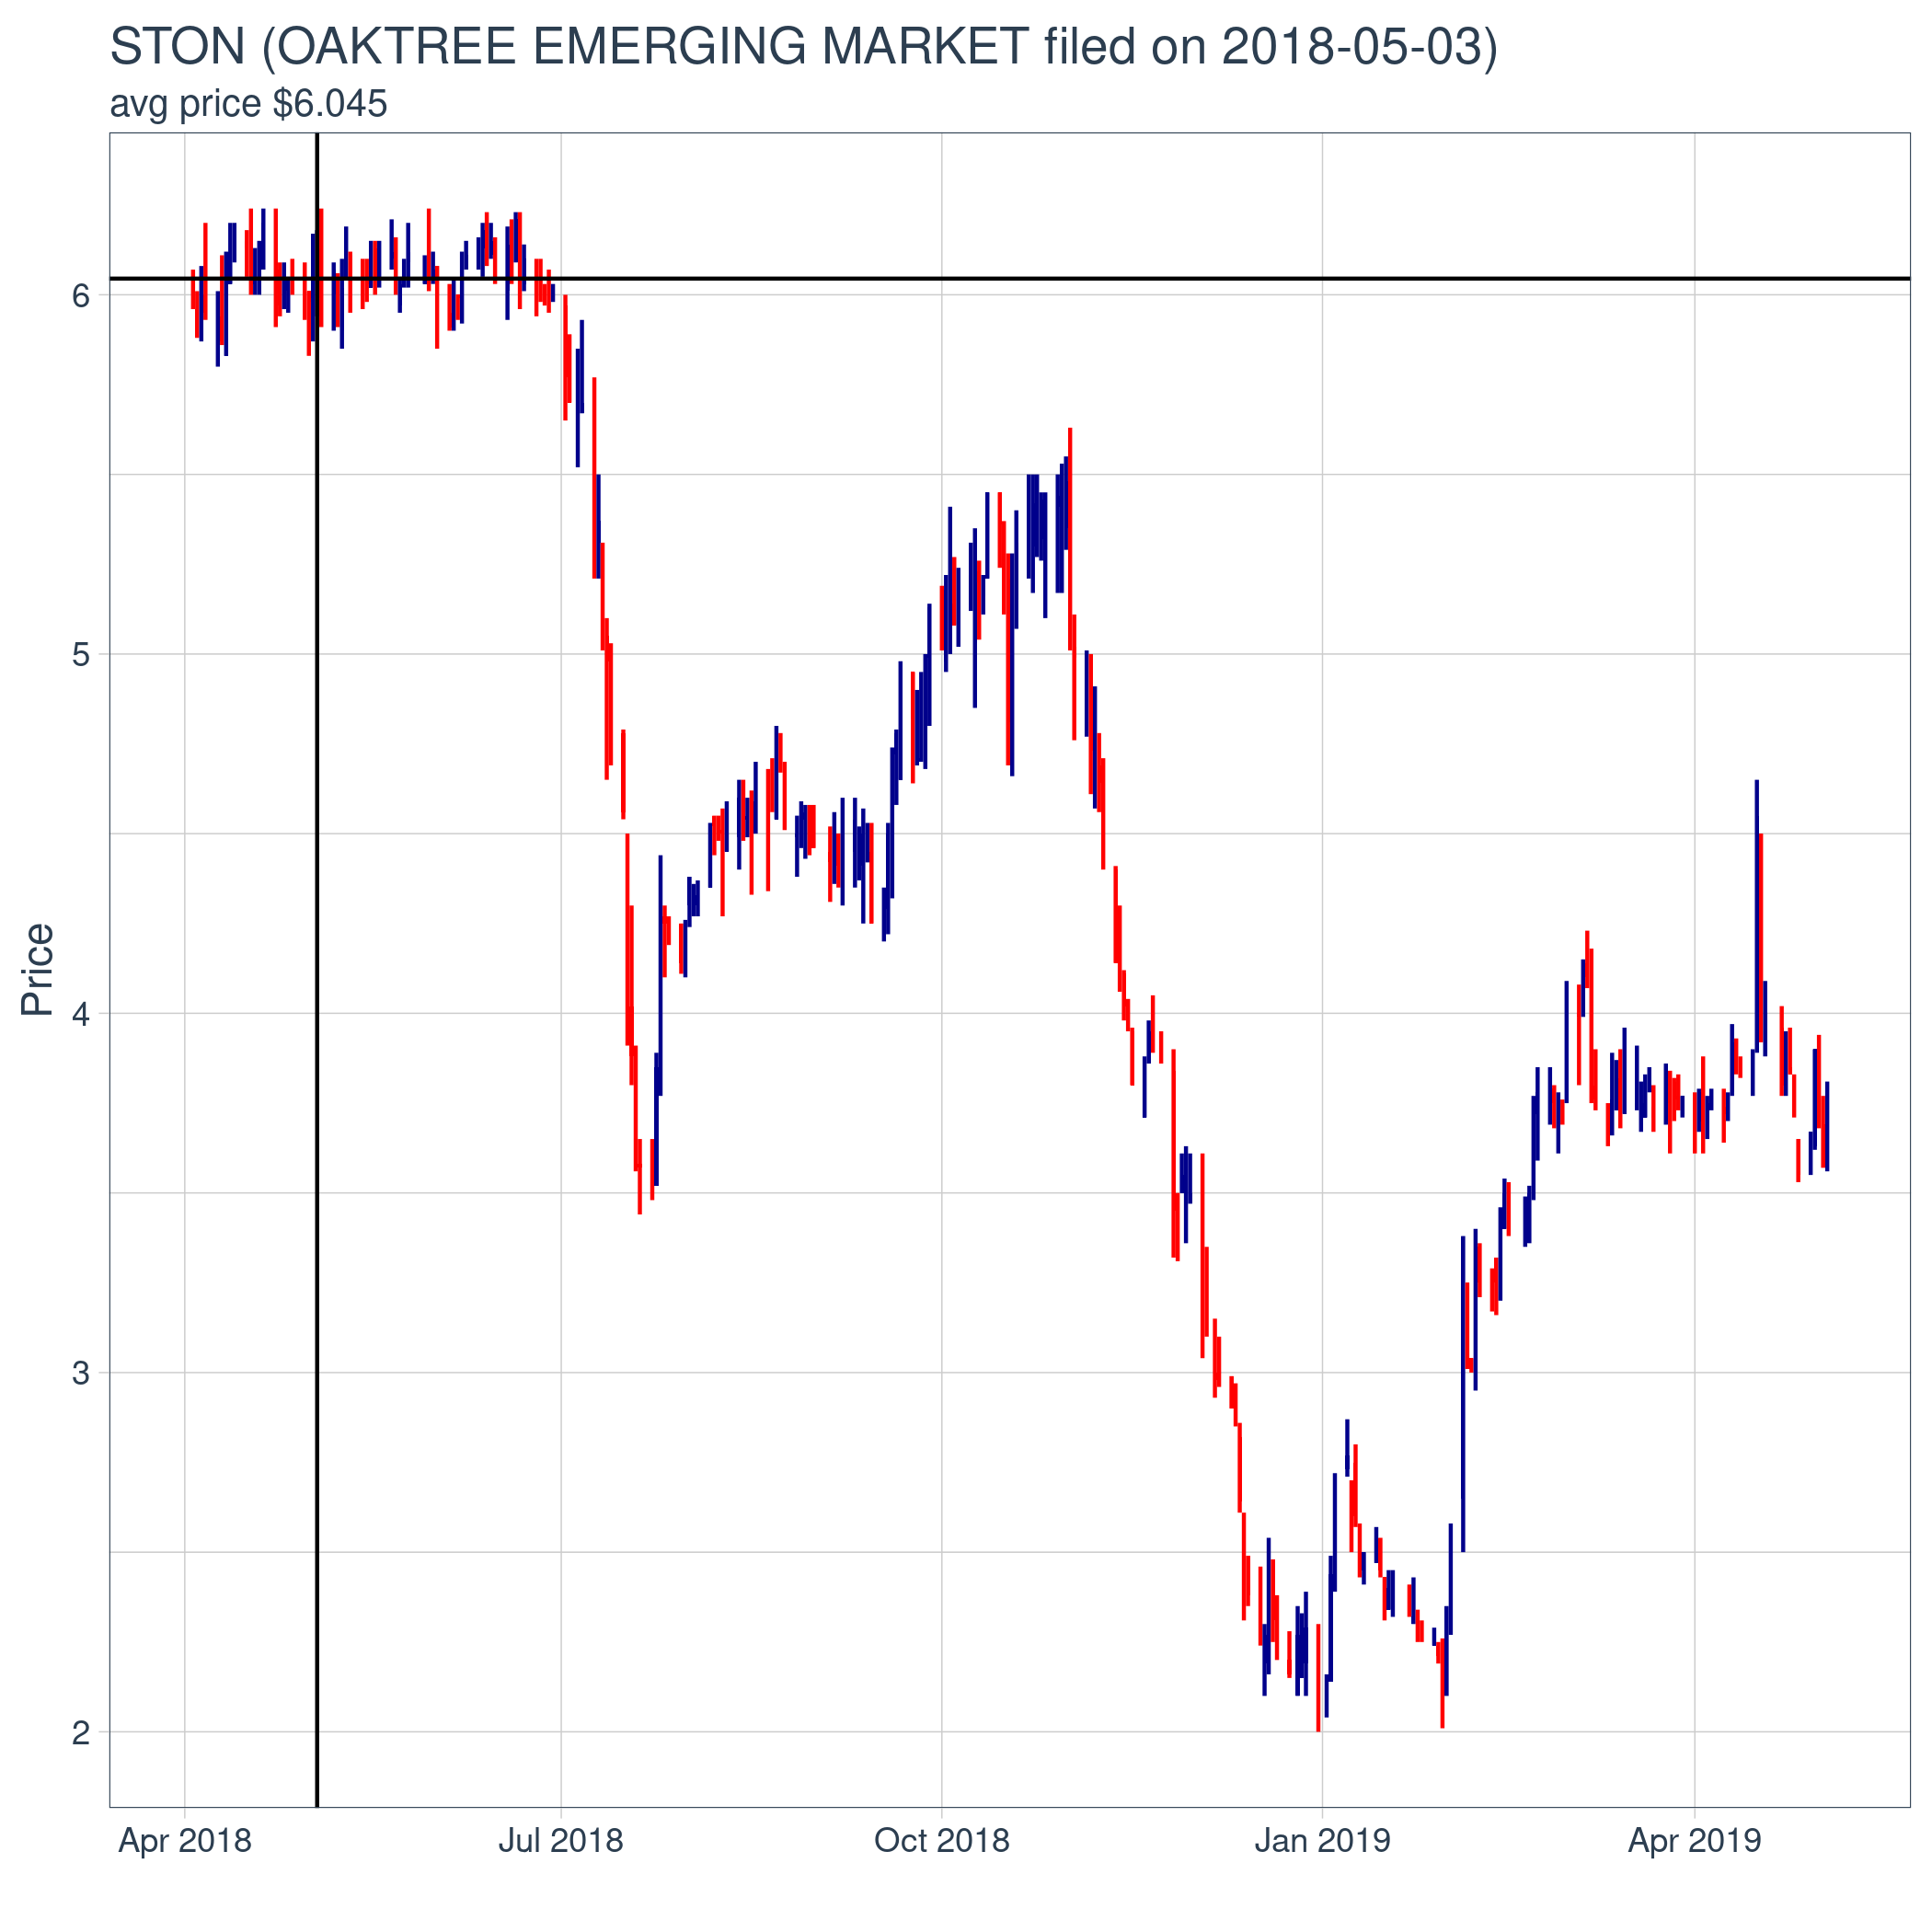 STON (OAKTREE EMERGING MARKET filed on 2018-05-03)
avg price $6.045
Price
6
5
4
3
2
Apr 2018
Jul 2018
Oct 2018
Jan 2019
Apr 2019